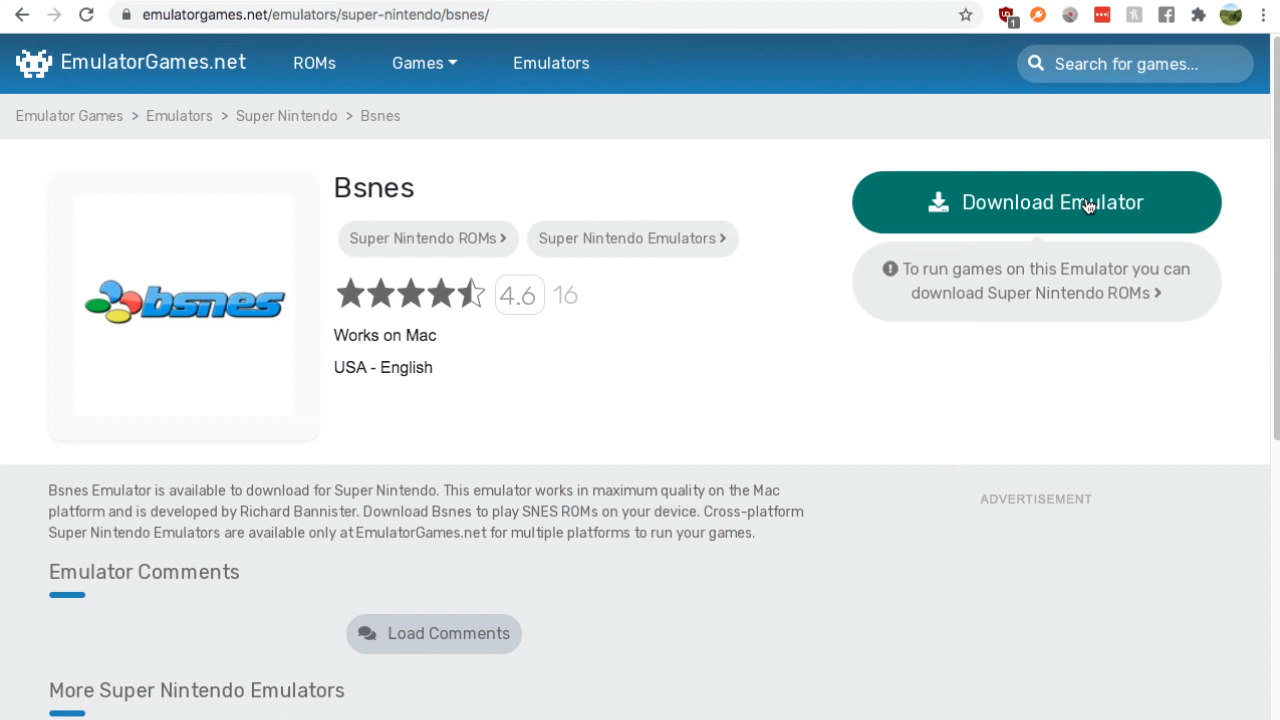 emulatorgames.net/emulators/super-nintendo/bsnes/
1
EmulatorGames.net
ROMs
Games
Emulators
Search for games...
Emulator Games > Emulators > Super Nintendo > Bsnes
bsnes
Bsnes
Super Nintendo ROMs
Super Nintendo Emulators
4.6 16
Works on Mac
USA - English
Download Emulator
To run games on this Emulator you can
download Super Nintendo ROMs
Bsnes Emulator is available to download for Super Nintendo. This emulator works in maximum quality on the Mac
platform and is developed by Richard Bannister. Download Bsnes to play SNES ROMs on your device. Cross-platform
Super Nintendo Emulators are available only at EmulatorGames.net for multiple platforms to run your games.
ADVERTISEMENT
Emulator Comments
Load Comments
More Super Nintendo Emulators